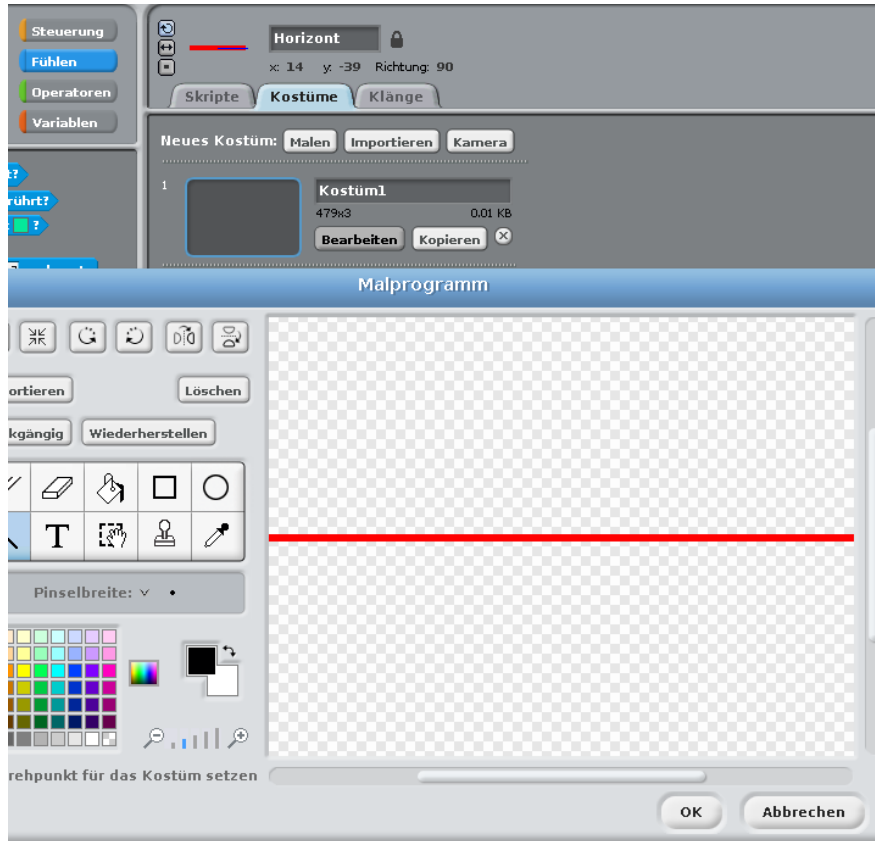 Steuerung
Fühlen
Operatoren
Variablen
Horizont
x: 14 y: -39 Richtung: 90
Skripte Kostüme Klänge
Neues Kostüm: Malen Importieren Kamera
1
Kostüm1
479x3 0.01 KB
Bearbeiten Kopieren
t?
rührt?
?
Malprogramm
ortieren Löschen
kgängig Wiederherstellen
T
Pinselbreite:
rehpunkt für das Kostüm setzen
OK Abbrechen